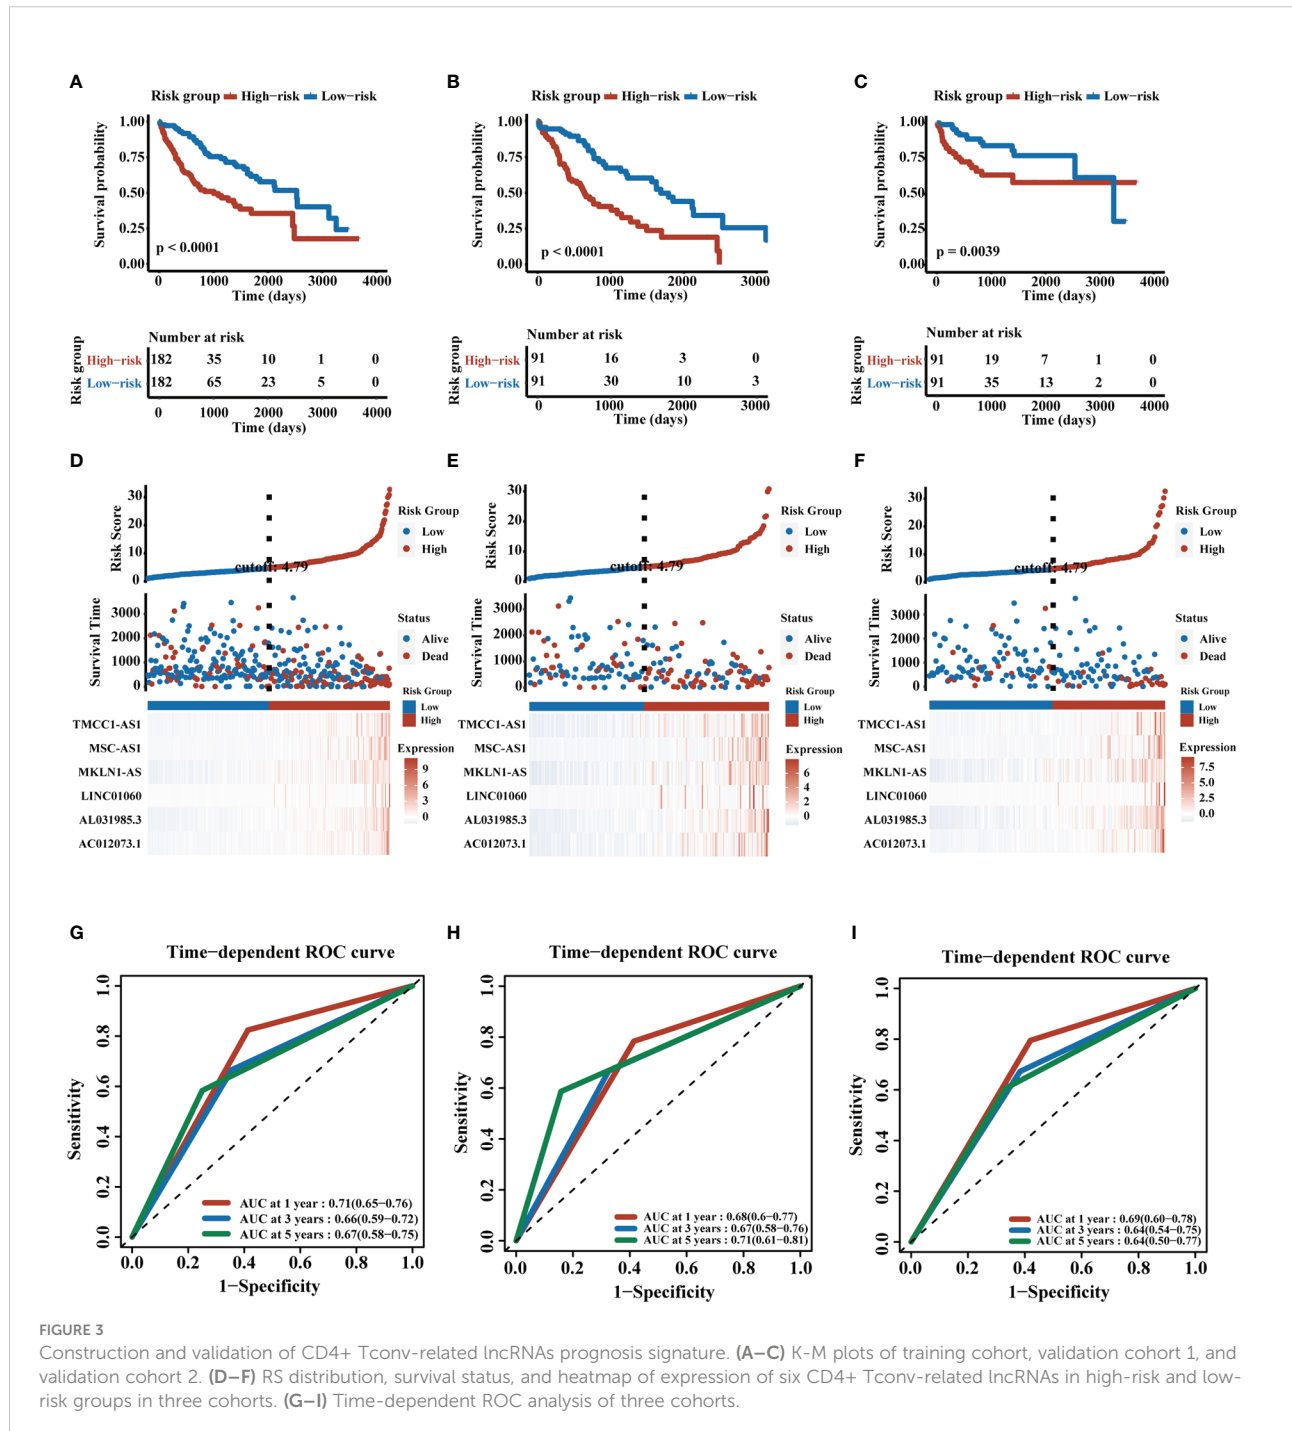 A
Risk group High-risk Low-risk
Survival probability
1.00
0.75
0.50
0.25
0.00
p < 0.0001
0 1000 2000 3000 4000
Time (days)
Number at risk
Risk group
High-risk 182 35 10 1 0
Low-risk 182 65 23 5 0
0 1000 2000 3000 4000
Time (days)
B
Risk group High-risk Low-risk
Survival probability
1.00
0.75
0.50
0.25
0.00
p < 0.0001
0 1000 2000 3000
Time (days)
Number at risk
Risk group
High-risk 91 16 3 0
Low-risk 91 30 10 3
0 1000 2000 3000
Time (days)
C
Risk group High-risk Low-risk
Survival probability
1.00
0.75
0.50
0.25
0.00
p = 0.0039
0 1000 2000 3000 4000
Time (days)
Number at risk
Risk group
High-risk 91 19 7 1 0
Low-risk 91 35 13 2 0
0 1000 2000 3000 4000
Time (days)
D
Risk Score
30
20
10
0
cutoff: 4.79
Risk Group
Low
High
Survival Time
3000
2000
1000
0
Status
Alive
Dead
Risk Group
Low
High
TMCC1-AS1
MSC-AS1
MKLN1-AS
LINC01060
AL031985.3
AC012073.1
Expression
9
6
3
0
E
Risk Score
30
20
10
0
cutoff: 4.79
Risk Group
Low
High
Survival Time
3000
2000
1000
0
Status
Alive
Dead
Risk Group
Low
High
TMCC1-AS1
MSC-AS1
MKLN1-AS
LINC01060
AL031985.3
AC012073.1
Expression
6
4
2
0
F
Risk Score
30
20
10
0
cutoff: 4.79
Risk Group
Low
High
Survival Time
3000
2000
1000
0
Status
Alive
Dead
Risk Group
Low
High
TMCC1-AS1
MSC-AS1
MKLN1-AS
LINC01060
AL031985.3
AC012073.1
Expression
7.5
5.0
2.5
0.0
G
Time-dependent ROC curve
Sensitivity
1.0
0.8
0.6
0.4
0.2
0.0
AUC at 1 year : 0.71(0.65-0.76)
AUC at 3 years : 0.66(0.59-0.72)
AUC at 5 years : 0.67(0.58-0.75)
0.0 0.2 0.4 0.6 0.8 1.0
1-Specificity
H
Time-dependent ROC curve
Sensitivity
1.0
0.8
0.6
0.4
0.2
0.0
AUC at 1 year : 0.68(0.6-0.77)
AUC at 3 years : 0.67(0.58-0.76)
AUC at 5 years : 0.71(0.61-0.81)
0.0 0.2 0.4 0.6 0.8 1.0
1-Specificity
I
Time-dependent ROC curve
Sensitivity
1.0
0.8
0.6
0.4
0.2
0.0
AUC at 1 year : 0.69(0.60-0.78)
AUC at 3 years : 0.64(0.54-0.75)
AUC at 5 years : 0.64(0.50-0.77)
0.0 0.2 0.4 0.6 0.8 1.0
1-Specificity
FIGURE 3
Construction and validation of CD4+ Tconv-related lncRNAs prognosis signature. (A–C) K-M plots of training cohort, validation cohort 1, and
validation cohort 2. (D–F) RS distribution, survival status, and heatmap of expression of six CD4+ Tconv-related lncRNAs in high-risk and low-
risk groups in three cohorts. (G–I) Time-dependent ROC analysis of three cohorts.